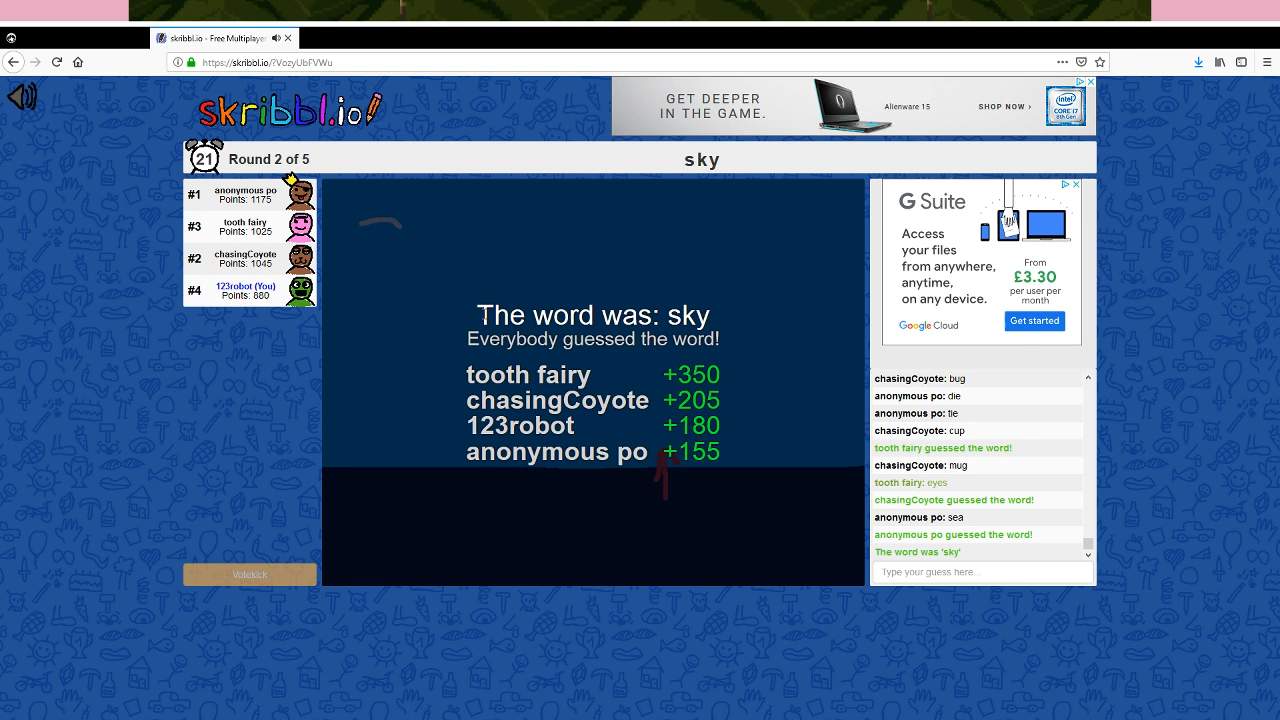 skribbl.io - Free Multiplayer
https://skribbl.io/?VozyUbFVWu
skribbl.io
GET DEEPER
IN THE GAME.
Alienware 15
SHOP NOW ›
intel
CORE i7
8th Gen
21
Round 2 of 5
sky
#1
anonymous po
Points: 1175
#3
tooth fairy
Points: 1025
#2
chasingCoyote
Points: 1045
#4
123robot (You)
Points: 880
Votekick
The word was: sky
Everybody guessed the word!
tooth fairy +350
chasingCoyote +205
123robot +180
anonymous po +155
G Suite
Access
your files
from anywhere,
anytime,
on any device.
From
£3.30
per user per
month
Google Cloud
Get started
chasingCoyote: bug
anonymous po: die
anonymous po: tie
chasingCoyote: cup
tooth fairy guessed the word!
chasingCoyote: mug
tooth fairy: eyes
chasingCoyote guessed the word!
anonymous po: sea
anonymous po guessed the word!
The word was 'sky'
Type your guess here...